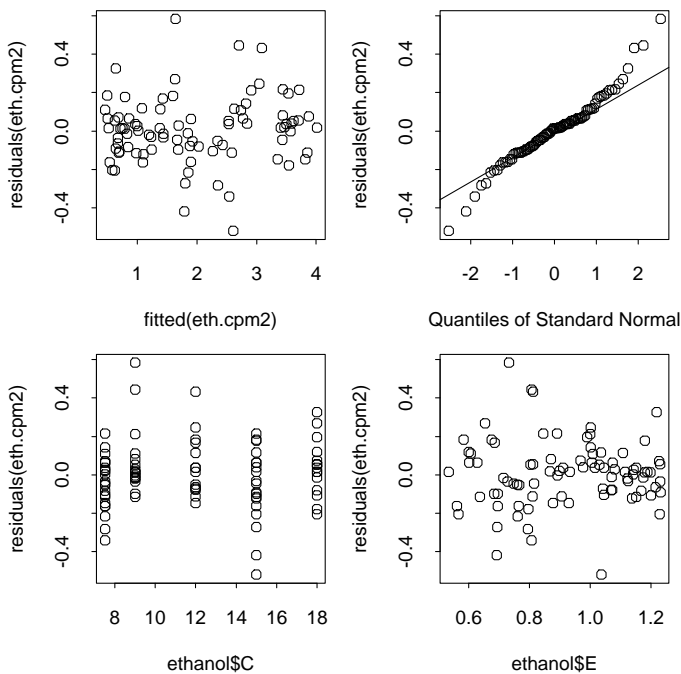 residuals(eth.cpm2)
0.4
0.0
-0.4
1 2 3 4
fitted(eth.cpm2)
residuals(eth.cpm2)
0.4
0.0
-0.4
-2 -1 0 1 2
Quantiles of Standard Normal
residuals(eth.cpm2)
0.4
0.0
-0.4
8 10 12 14 16 18
ethanol$C
residuals(eth.cpm2)
0.4
0.0
-0.4
0.6 0.8 1.0 1.2
ethanol$E